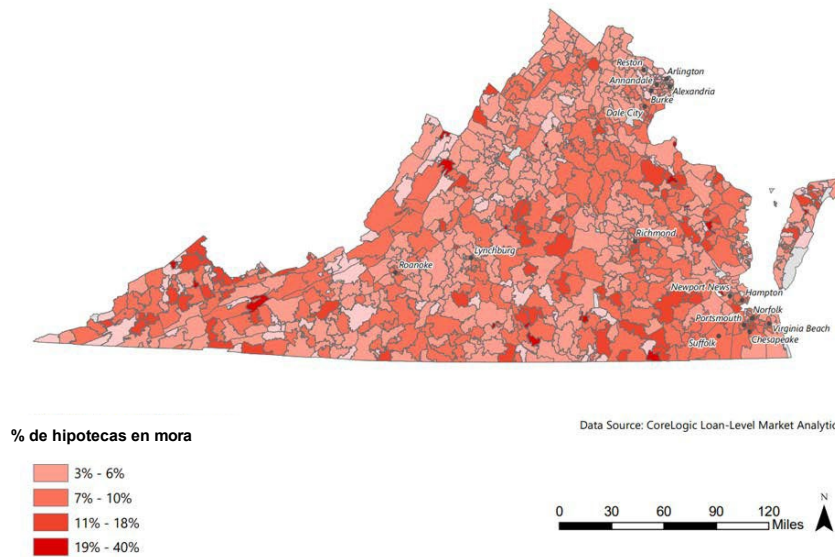 Reston
Arlington
Annandale
Alexandria
Burke
Dale City
Richmond
Lynchburg
Roanoke
Newport News
Hampton
Norfolk
Portsmouth
Virginia Beach
Suffolk
Chesapeake
% de hipotecas en mora
Data Source: CoreLogic Loan-Level Market Analytic
3% - 6%
7% - 10%
11% - 18%
19% - 40%
N
0 30 60 90 120
Miles